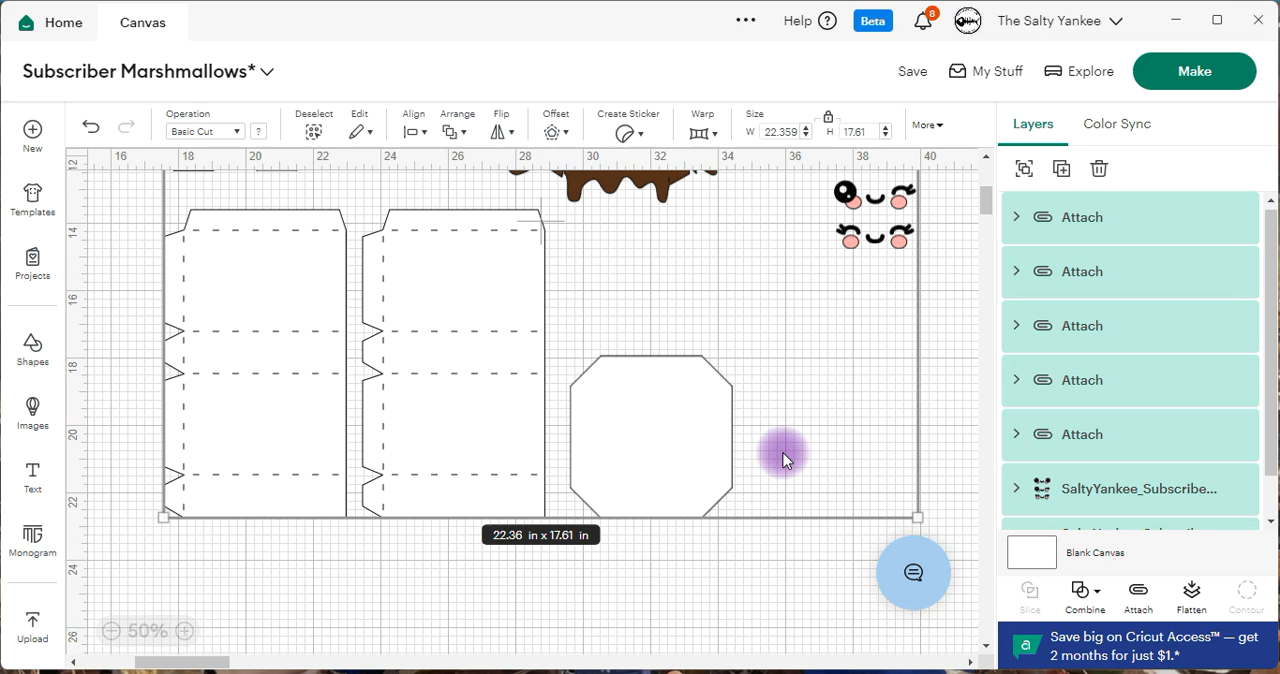 Home
Canvas
Help ?
Beta
8
The Salty Yankee
Subscriber Marshmallows*
Save
My Stuff
Explore
Make
Operation
Basic Cut
?
Deselect
Edit
Align
Arrange
Flip
Offset
Create Sticker
Warp
Size
W 22.359
H 17.61
More
Layers
Color Sync
New
Templates
Projects
Shapes
Images
Text
Monogram
Upload
16 18 20 22 24 26 28 30 32 34 36 38 40
12
14
16
18
20
22
24
26
22.36 in x 17.61 in
50%
Attach
Attach
Attach
Attach
Attach
SaltyYankee_Subscribe...
Blank Canvas
Slice
Combine
Attach
Flatten
Contour
a
Save big on Cricut Access™ — get
2 months for just $1.*